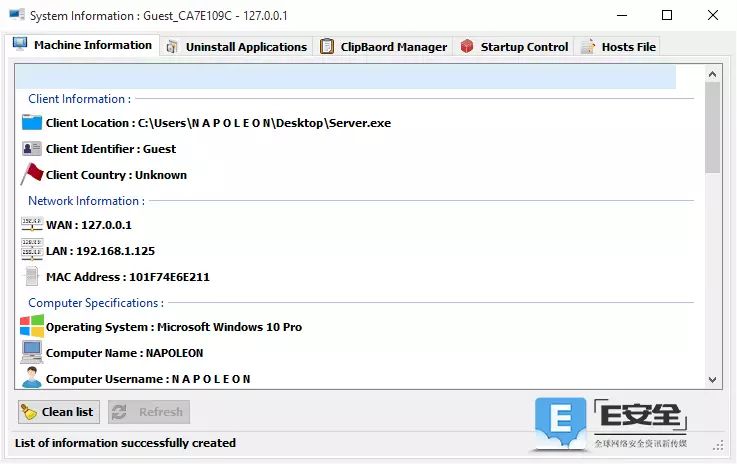 System Information : Guest_CA7E109C - 127.0.0.1
Machine Information
Uninstall Applications
ClipBaord Manager
Startup Control
Hosts File
Client Information :
Client Location : C:\Users\N A P O L E O N\Desktop\Server.exe
Client Identifier : Guest
Client Country : Unknown
Network Information :
WAN : 127.0.0.1
LAN : 192.168.1.125
MAC Address : 101F74E6E211
Computer Specifications :
Operating System : Microsoft Windows 10 Pro
Computer Name : NAPOLEON
Computer Username : N A P O L E O N
Clean list
Refresh
E
E安全
全球网络安全资讯新传媒
List of information successfully created